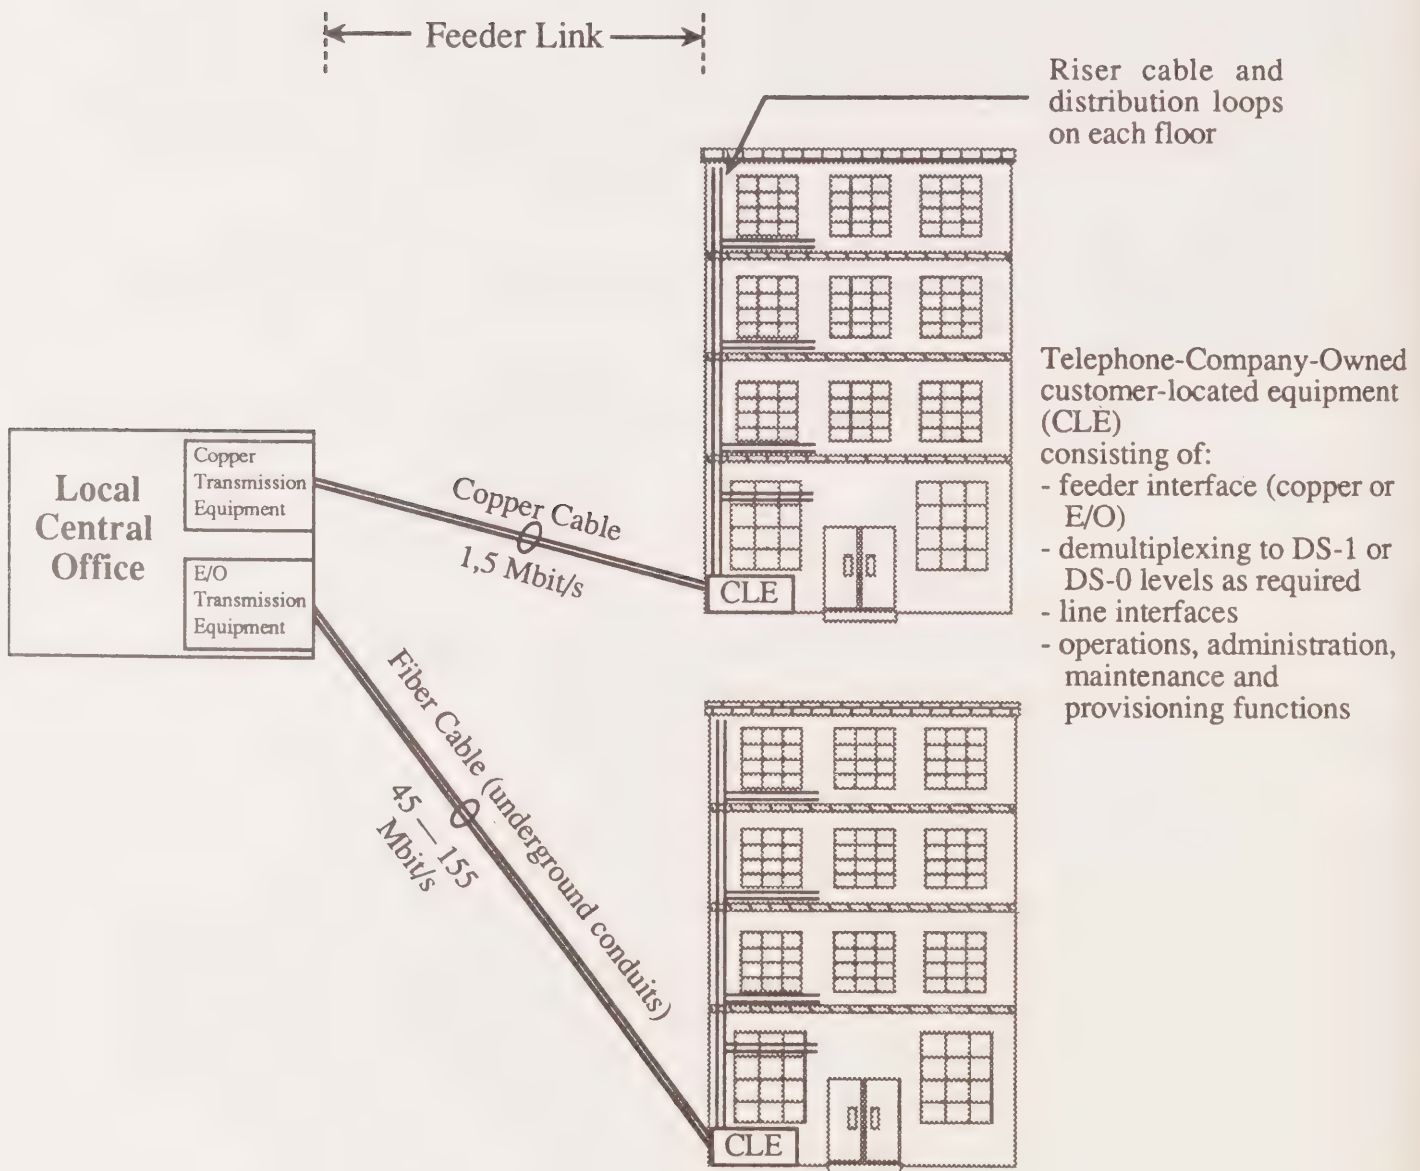 Feeder Link
Riser cable and
distribution loops
on each floor
Telephone-Company-Owned
customer-located equipment
(CLE)
consisting of:
- feeder interface (copper or
E/O)
- demultiplexing to DS-1 or
DS-0 levels as required
- line interfaces
- operations, administration,
maintenance and
provisioning functions
Local
Central
Office
Copper
Transmission
Equipment
E/O
Transmission
Equipment
Copper Cable
1,5 Mbit/s
CLE
Fiber Cable (underground conduits)
45 — 155
Mbit/s
CLE